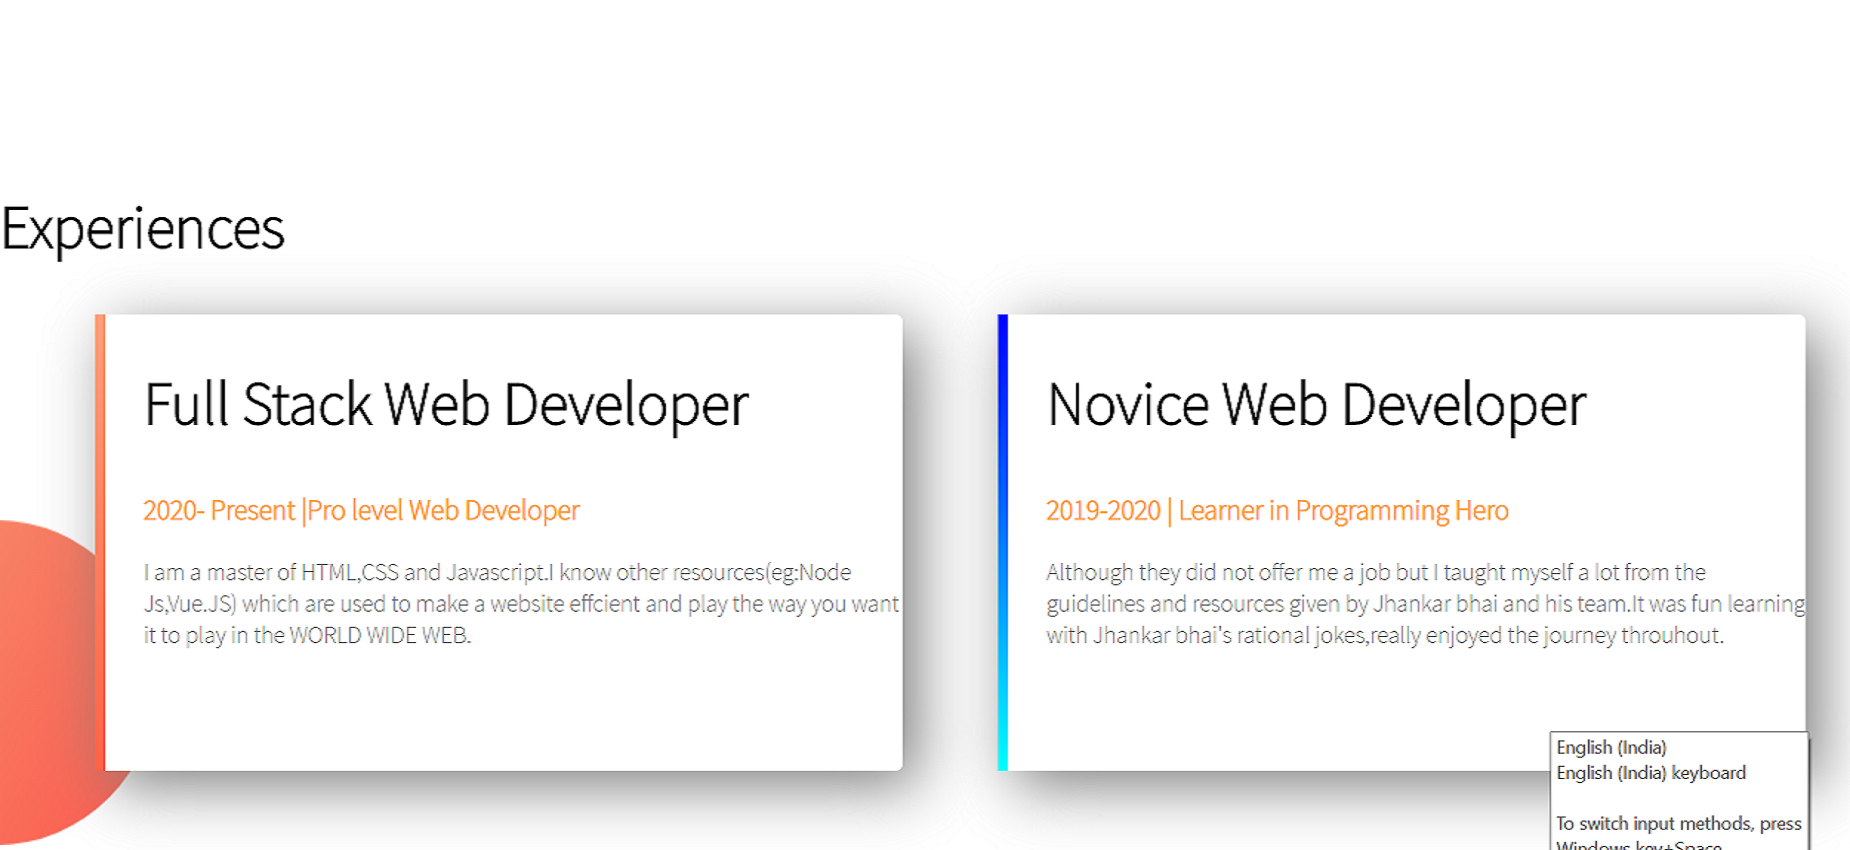 Experiences
Full Stack Web Developer
2020- Present |Pro level Web Developer
I am a master of HTML,CSS and Javascript.I know other resources(eg:Node
Js,Vue.JS) which are used to make a website effcient and play the way you want
it to play in the WORLD WIDE WEB.
Novice Web Developer
2019-2020 | Learner in Programming Hero
Although they did not offer me a job but I taught myself a lot from the
guidelines and resources given by Jhankar bhai and his team.It was fun learning
with Jhankar bhai's rational jokes,really enjoyed the journey throuhout.
English (India)
English (India) keyboard
To switch input methods, press
Windows key+Space